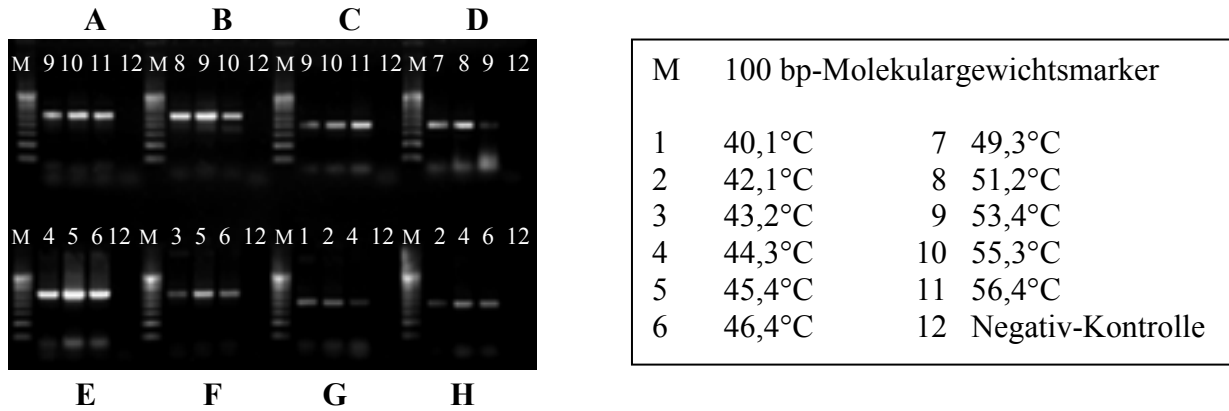 A B C D
M 9 10 11 12 M 8 9 10 12 M 9 10 11 12 M 7 8 9 12
M 4 5 6 12 M 3 5 6 12 M 1 2 4 12 M 2 4 6 12
E F G H
M 100 bp-Molekulargewichtsmarker
1 40,1°C 7 49,3°C
2 42,1°C 8 51,2°C
3 43,2°C 9 53,4°C
4 44,3°C 10 55,3°C
5 45,4°C 11 56,4°C
6 46,4°C 12 Negativ-Kontrolle